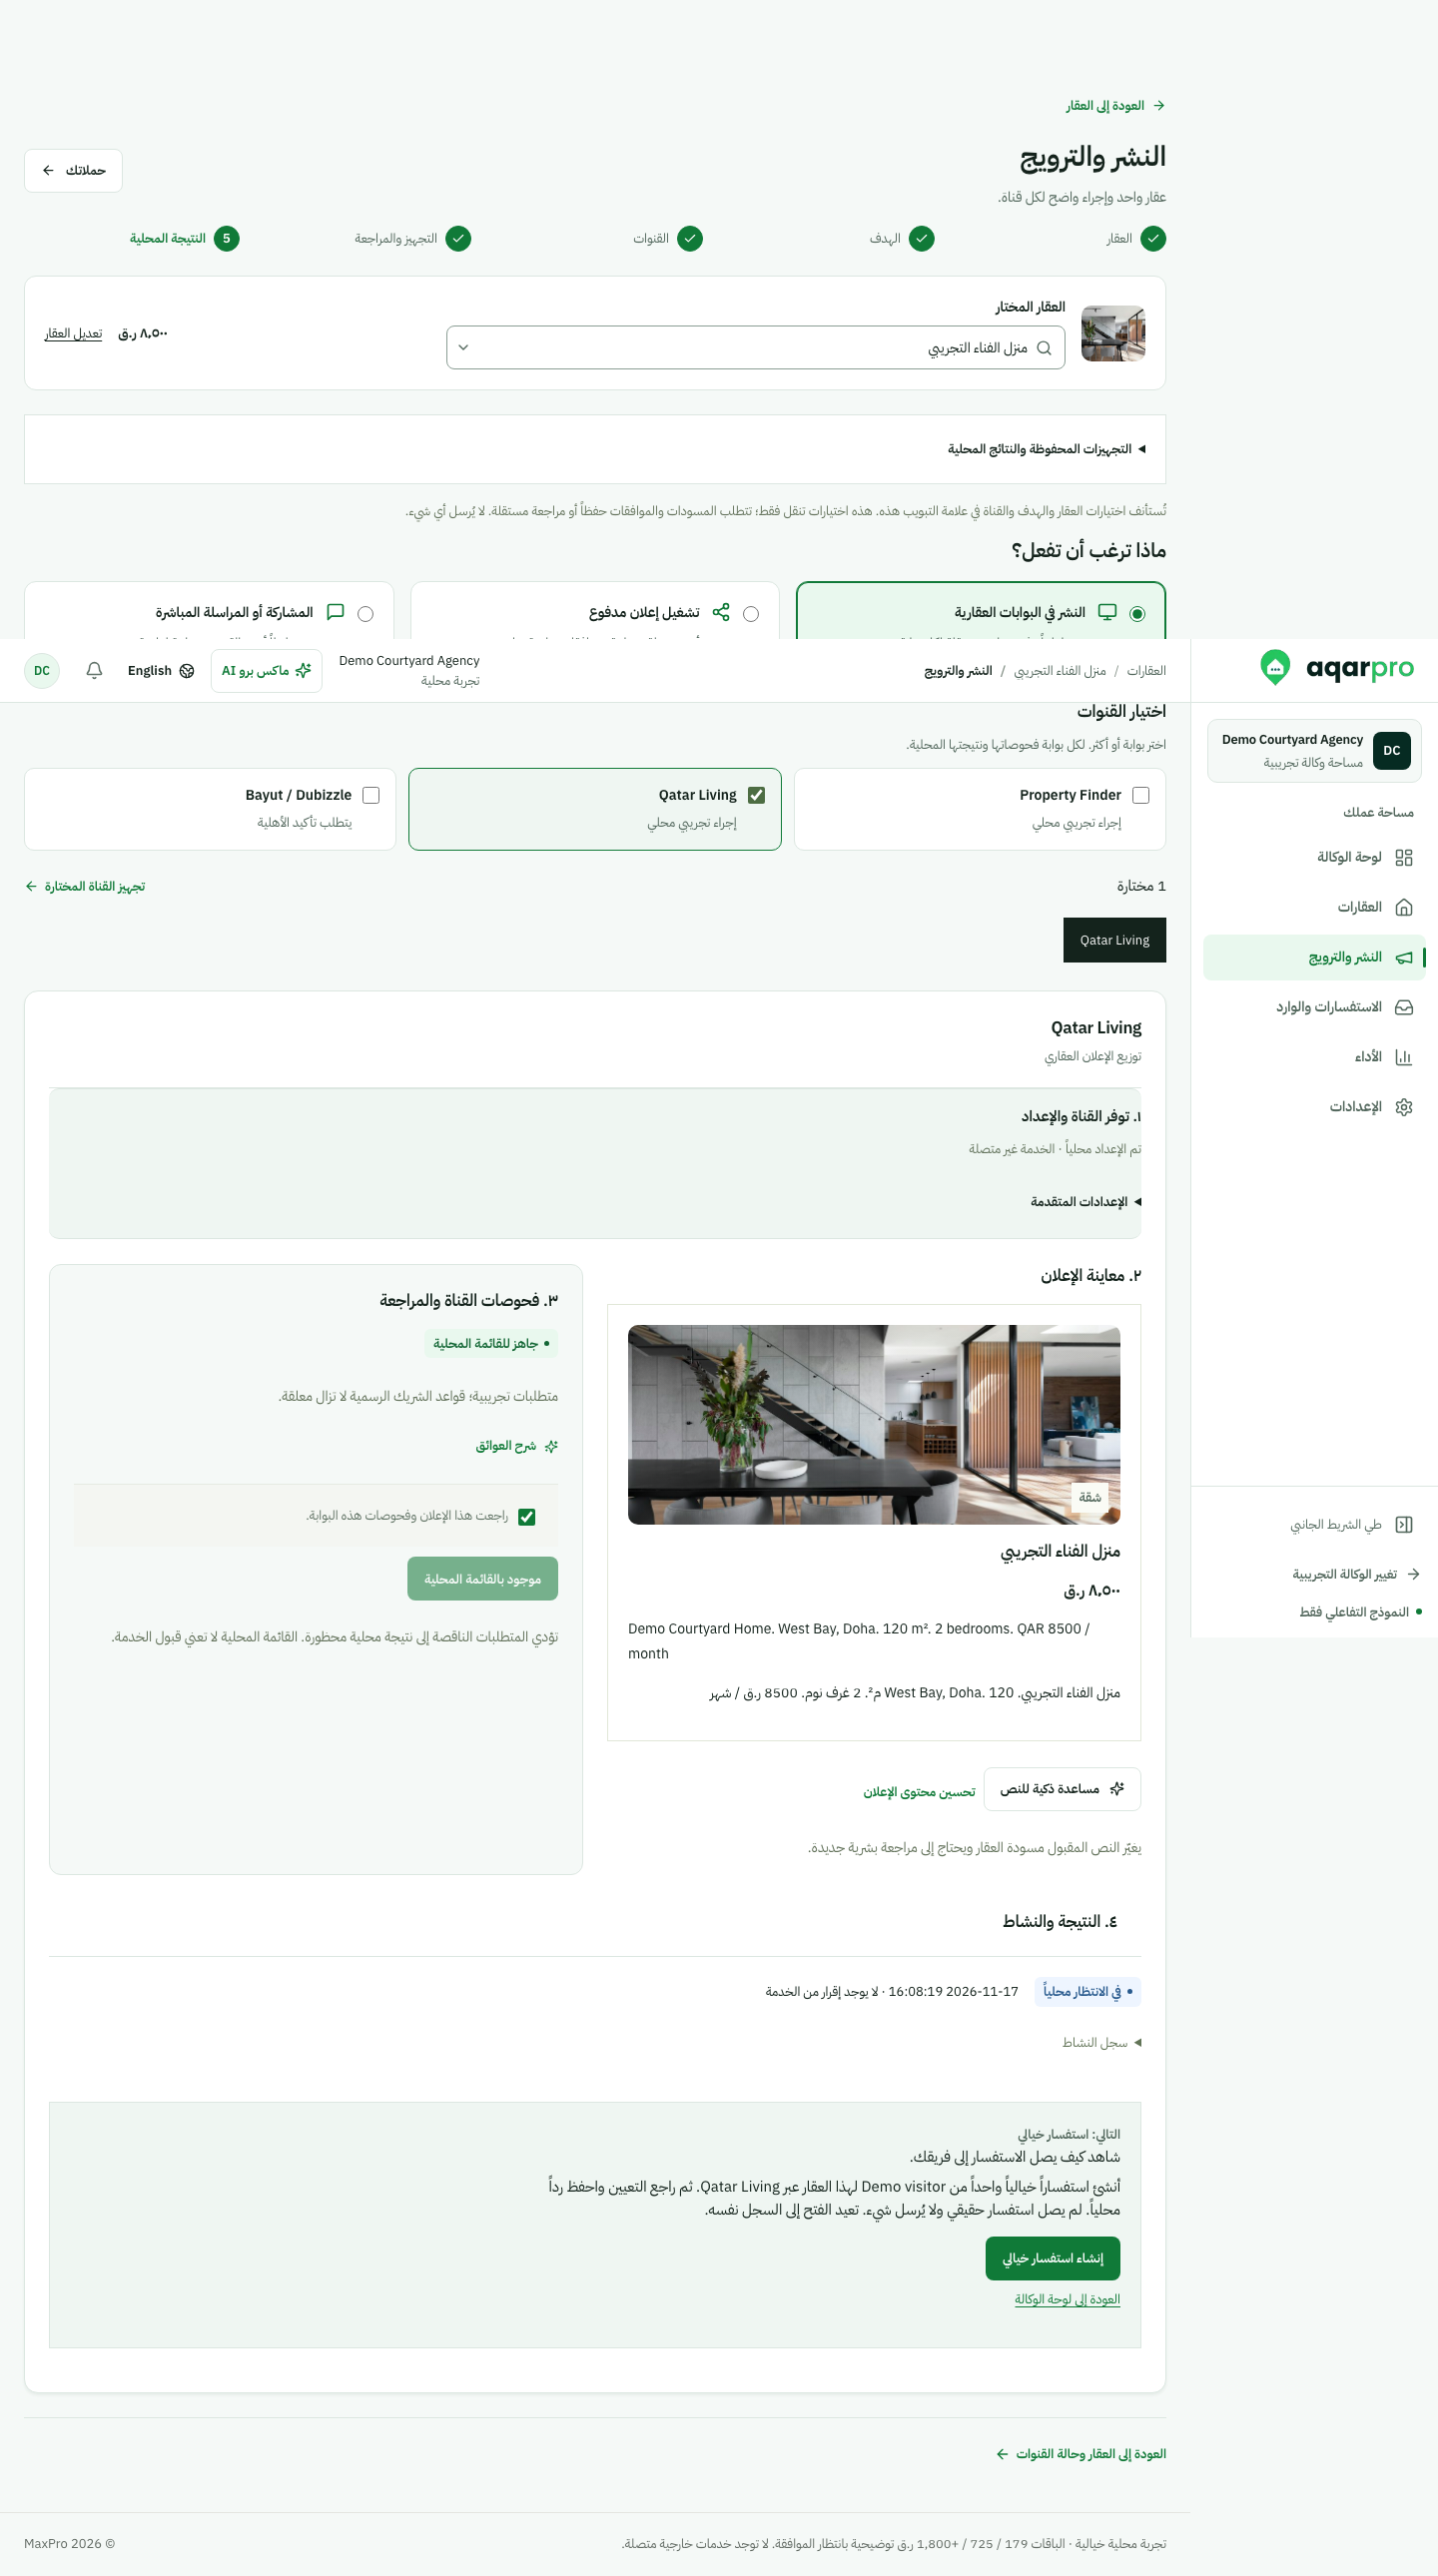 العودة إلى العقار
النشر والترويج
حملاتك
عقار واحد وإجراء واضح لكل قناة.
العقار
الهدف
القنوات
التجهيز والمراجعة
5 النتيجة المحلية
العقار المختار
منزل الفناء التجريبي
٨,٥٠٠ ر.ق
تعديل العقار
التجهيزات المحفوظة والنتائج المحلية
تُستأنف اختيارات العقار والهدف والقناة في علامة التبويب هذه. هذه اختيارات تنقل فقط؛ تتطلب المسودات والموافقات حفظاً أو مراجعة مستقلة. لا يُرسل أي شيء.
ماذا ترغب أن تفعل؟
النشر في البوابات العقارية
تشغيل إعلان مدفوع
المشاركة أو المراسلة المباشرة
aqarpro
العقارات / منزل الفناء التجريبي / النشر والترويج
Demo Courtyard Agency
تجربة محلية
ماكس برو AI
English
DC
DC
Demo Courtyard Agency
مساحة وكالة تجريبية
مساحة عملك
لوحة الوكالة
العقارات
النشر والترويج
الاستفسارات والوارد
الأداء
الإعدادات
طي الشريط الجانبي
تغيير الوكالة التجريبية
النموذج التفاعلي فقط
اختيار القنوات
اختر بوابة أو أكثر. لكل بوابة فحوصاتها ونتيجتها المحلية.
Property Finder
إجراء تجريبي محلي
Qatar Living
إجراء تجريبي محلي
Bayut / Dubizzle
يتطلب تأكيد الأهلية
1 مختارة
تجهيز القناة المختارة
Qatar Living
Qatar Living
توزيع الإعلان العقاري
١. توفر القناة والإعداد
تم الإعداد محلياً · الخدمة غير متصلة
الإعدادات المتقدمة
٢. معاينة الإعلان
شقة
منزل الفناء التجريبي
٨,٥٠٠ ر.ق
Demo Courtyard Home. West Bay, Doha. 120 m². 2 bedrooms. QAR 8500 /
month
منزل الفناء التجريبي. West Bay, Doha. 120 م². 2 غرف نوم. 8500 ر.ق / شهر
مساعدة ذكية للنص
تحسين محتوى الإعلان
يغيّر النص المقبول مسودة العقار ويحتاج إلى مراجعة بشرية جديدة.
٣. فحوصات القناة والمراجعة
جاهز للقائمة المحلية
متطلبات تجريبية؛ قواعد الشريك الرسمية لا تزال معلقة.
شرح العوائق
راجعت هذا الإعلان وفحوصات هذه البوابة.
موجود بالقائمة المحلية
تؤدي المتطلبات الناقصة إلى نتيجة محلية محظورة. القائمة المحلية لا تعني قبول الخدمة.
٤. النتيجة والنشاط
في الانتظار محلياً
2026-11-17 16:08:19 · لا يوجد إقرار من الخدمة
سجل النشاط
التالي: استفسار خيالي
شاهد كيف يصل الاستفسار إلى فريقك.
أنشئ استفساراً خيالياً واحداً من Demo visitor لهذا العقار عبر Qatar Living. ثم راجع التعيين واحفظ رداً
محلياً. لم يصل استفسار حقيقي ولا يُرسل شيء. تعيد الفتح إلى السجل نفسه.
إنشاء استفسار خيالي
العودة إلى لوحة الوكالة
العودة إلى العقار وحالة القنوات
تجربة محلية خيالية · الباقات 179 / 725 / +1,800 ر.ق توضيحية بانتظار الموافقة. لا توجد خدمات خارجية متصلة.
© 2026 MaxPro